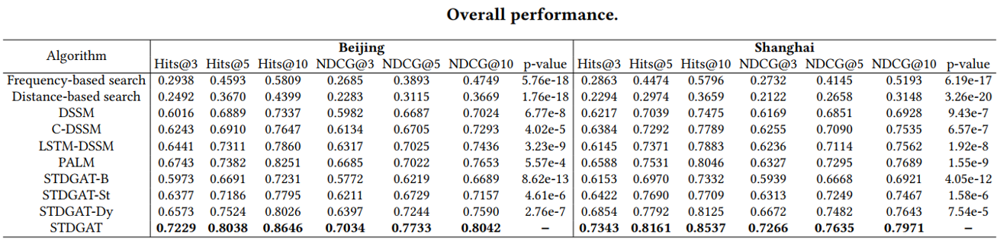 Overall performance.
Algorithm Beijing Shanghai
Hits@3 Hits@5 Hits@10 NDCG@3 NDCG@5 NDCG@10 p-value Hits@3 Hits@5 Hits@10 NDCG@3 NDCG@5 NDCG@10 p-value
Frequency-based search 0.2938 0.4593 0.5809 0.2685 0.3893 0.4749 5.76e-18 0.2863 0.4474 0.5796 0.2732 0.4145 0.5193 6.19e-17
Distance-based search 0.2492 0.3670 0.4399 0.2283 0.3115 0.3669 1.76e-18 0.2294 0.2974 0.3659 0.2122 0.2658 0.3148 3.26e-20
DSSM 0.6016 0.6889 0.7337 0.5982 0.6687 0.7024 6.77e-8 0.6217 0.7039 0.7475 0.6169 0.6851 0.6928 9.43e-7
C-DSSM 0.6243 0.6910 0.7647 0.6134 0.6705 0.7293 4.02e-5 0.6384 0.7292 0.7789 0.6255 0.7090 0.7535 6.57e-7
LSTM-DSSM 0.6441 0.7311 0.7860 0.6317 0.7025 0.7436 3.23e-9 0.6145 0.7371 0.7883 0.6236 0.7114 0.7562 1.92e-8
PALM 0.6743 0.7382 0.8251 0.6685 0.7022 0.7653 5.57e-4 0.6588 0.7531 0.8046 0.6327 0.7295 0.7689 1.55e-9
STDGAT-B 0.5973 0.6691 0.7231 0.5772 0.6219 0.6689 8.62e-13 0.6153 0.6970 0.7332 0.5939 0.6668 0.6921 4.05e-12
STDGAT-St 0.6377 0.7186 0.7795 0.6211 0.6729 0.7157 4.61e-6 0.6422 0.7690 0.7709 0.6313 0.7249 0.7467 1.58e-6
STDGAT-Dy 0.6573 0.7524 0.8026 0.6397 0.7244 0.7590 2.76e-7 0.6854 0.7792 0.8125 0.6672 0.7482 0.7643 7.54e-5
STDGAT 0.7229 0.8038 0.8646 0.7034 0.7733 0.8042 – 0.7343 0.8161 0.8537 0.7266 0.7635 0.7971 –